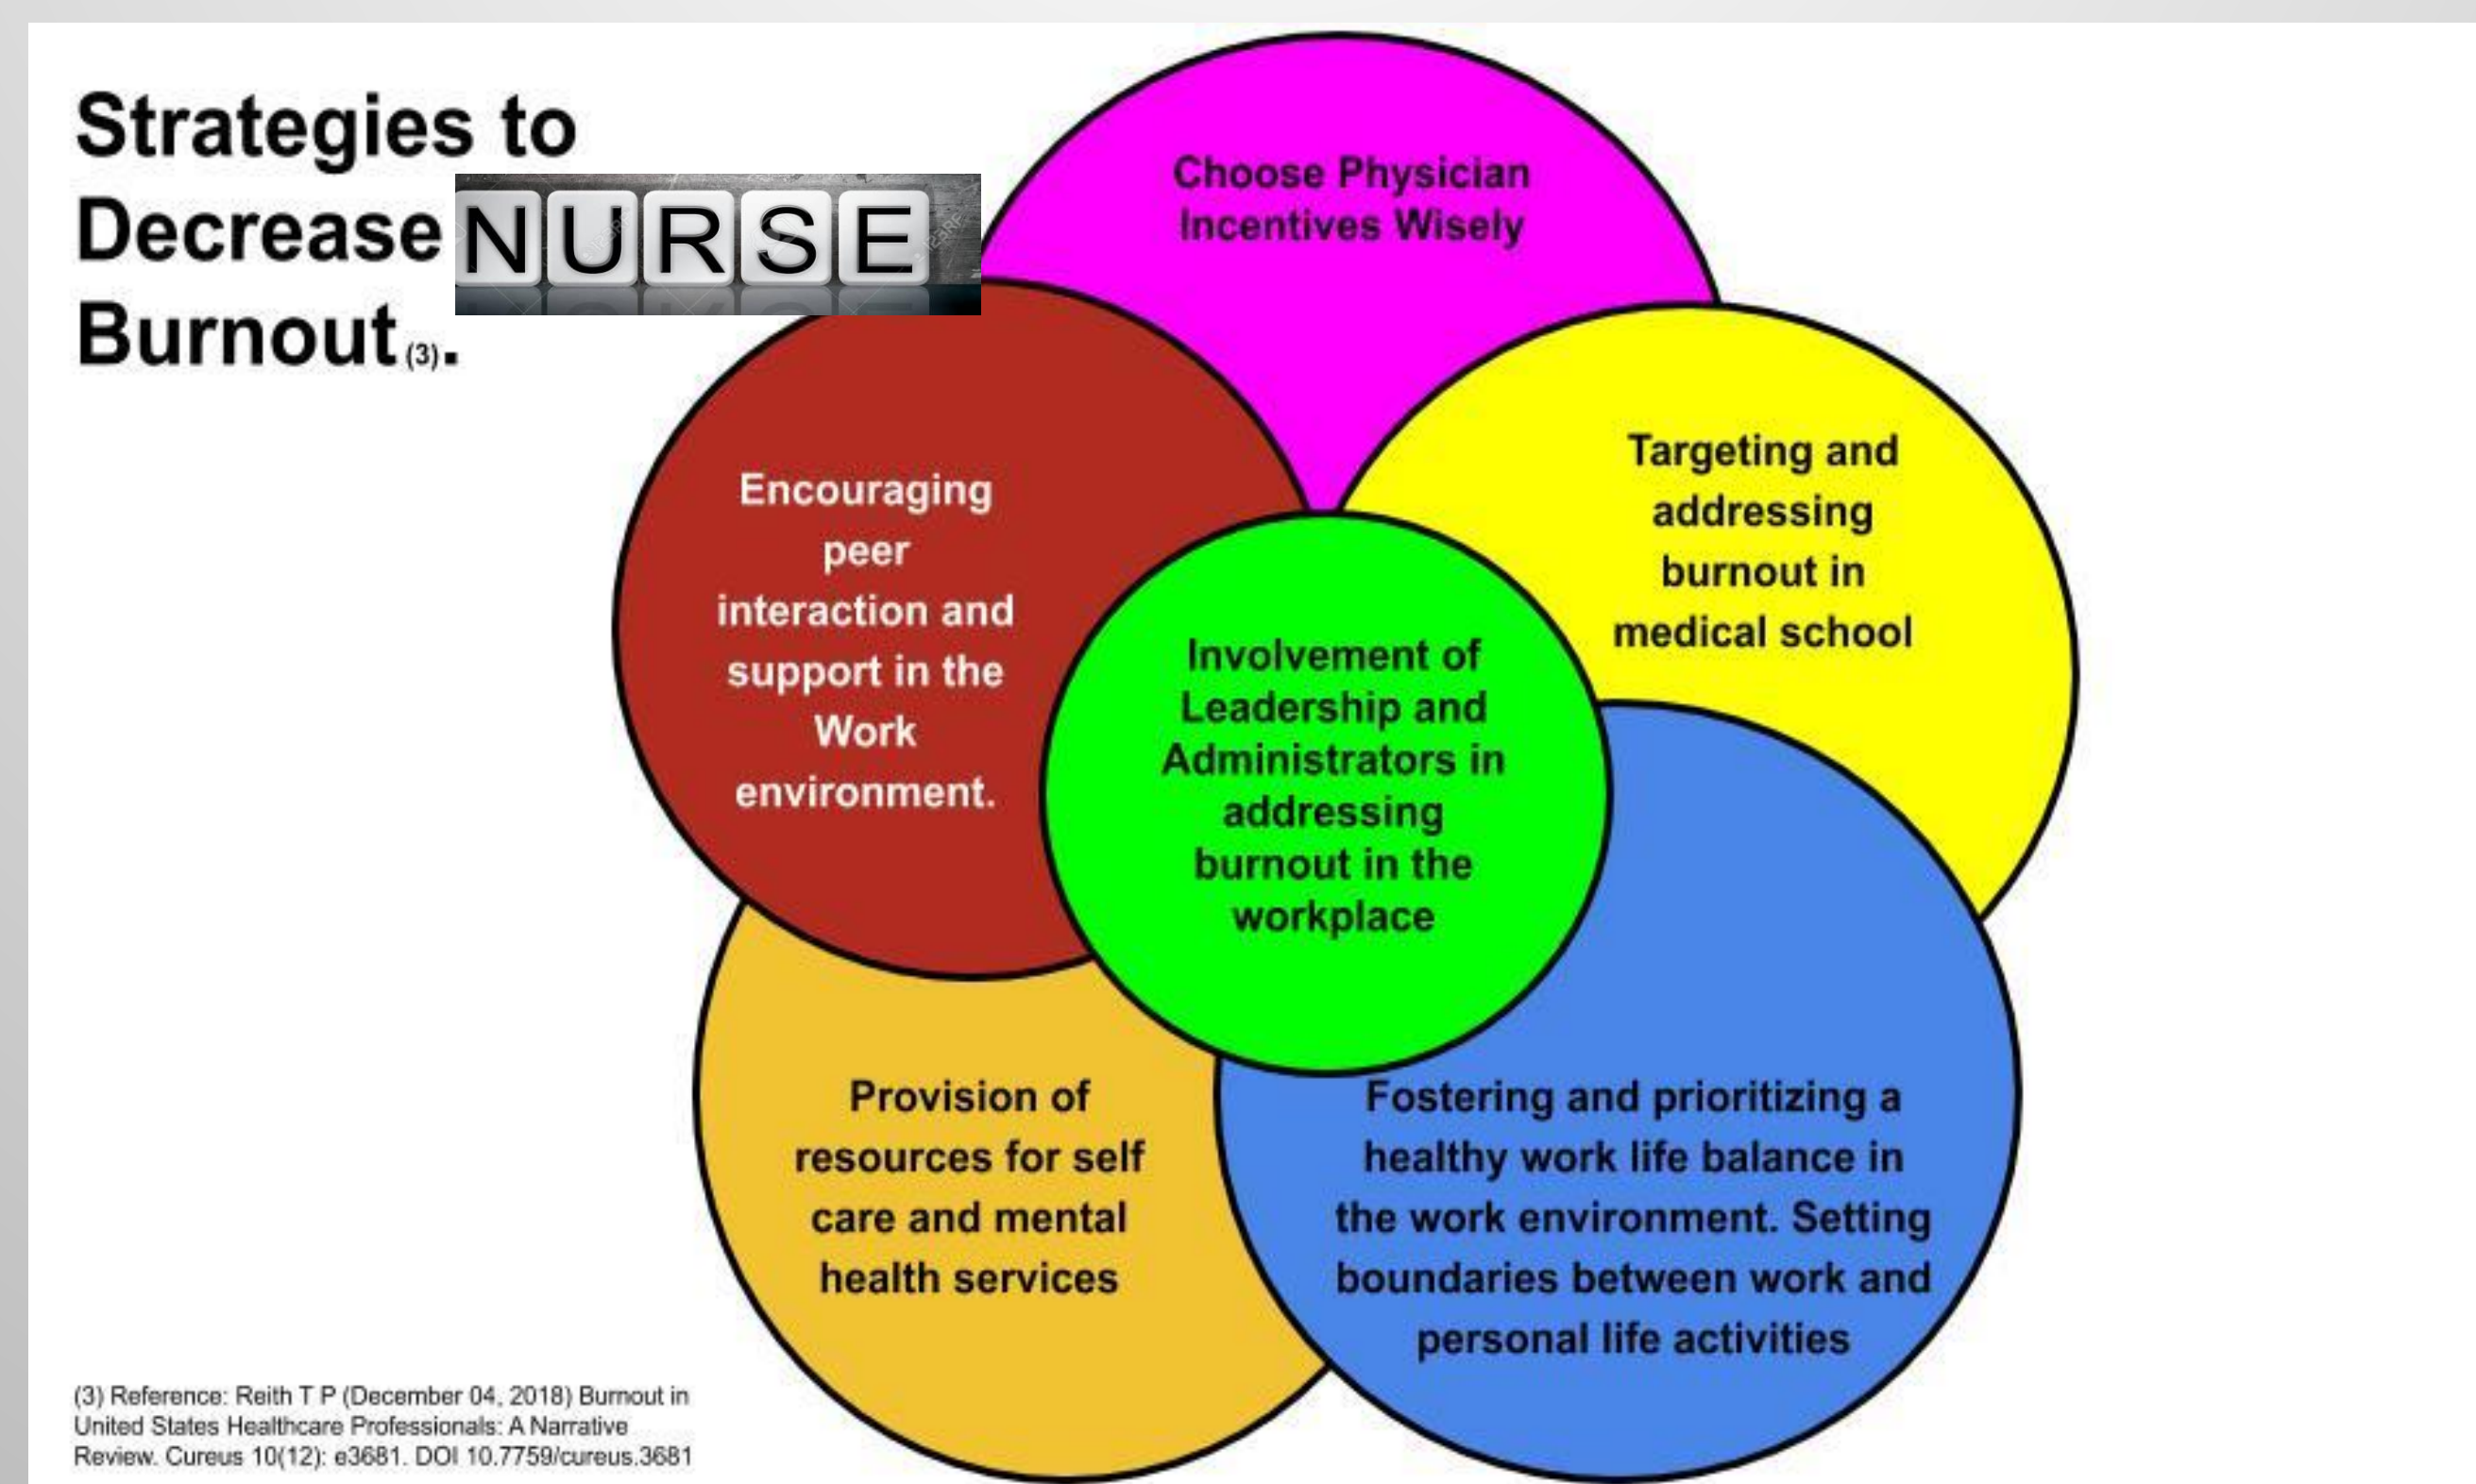 Strategies to
Decrease NURSE
Burnout (3).
Choose Physician
Incentives Wisely
Targeting and
addressing
burnout in
medical school
Encouraging
peer
interaction and
support in the
Work
environment.
Involvement of
Leadership and
Administrators in
addressing
burnout in the
workplace
Provision of
resources for self
care and mental
health services
Fostering and prioritizing a
healthy work life balance in
the work environment. Setting
boundaries between work and
personal life activities
(3) Reference: Reith T P (December 04, 2018) Burnout in
United States Healthcare Professionals: A Narrative
Review. Cureus 10(12): e3681. DOI 10.7759/cureus.3681